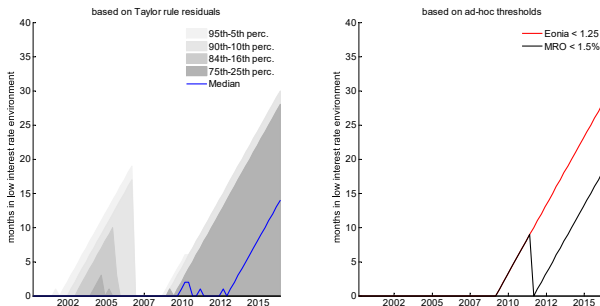 based on Taylor rule residuals
months in low interest rate environment
40
35
30
25
20
15
10
5
0
95th-5th perc.
90th-10th perc.
84th-16th perc.
75th-25th perc.
Median
2002 2005 2007 2010 2012 2015
based on ad-hoc thresholds
months in low interest rate environment
40
35
30
25
20
15
10
5
0
Eonia < 1.25
MRO < 1.5%
2002 2005 2007 2010 2012 2015